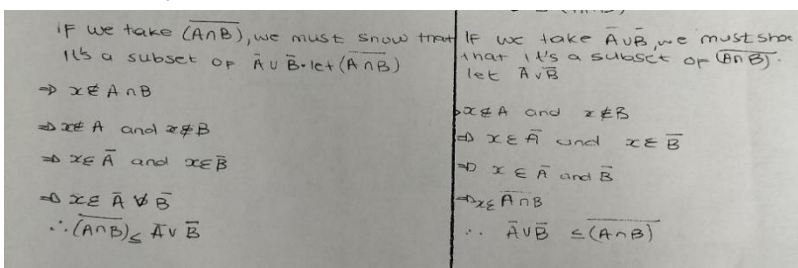 if we take (A̅∩̅B̅), we must show that
it's a subset of A̅ ∪ B̅. let (A̅ ̅∩̅ ̅B̅)
⇒ x ∉ A ∩ B
⇒ x ∉ A and x ∉ B
⇒ x ∈ A̅ and x ∈ B̅
⇒ x ∈ A̅ ∪ B̅
∴ (A̅∩̅B̅) ≤ A̅ ∪ B̅
If we take A̅ ∪ B̅, we must sho
that it's a subset of (A̅∩̅B̅).
let A̅ ∪ B̅
x ∉ A and x ∉ B
⇒ x ∈ A̅ and x ∈ B̅
⇒ x ∈ A̅ and B̅
⇒ x ∈ A̅∩̅B̅
∴ A̅ ∪ B̅ ≤ (A̅∩̅B̅)